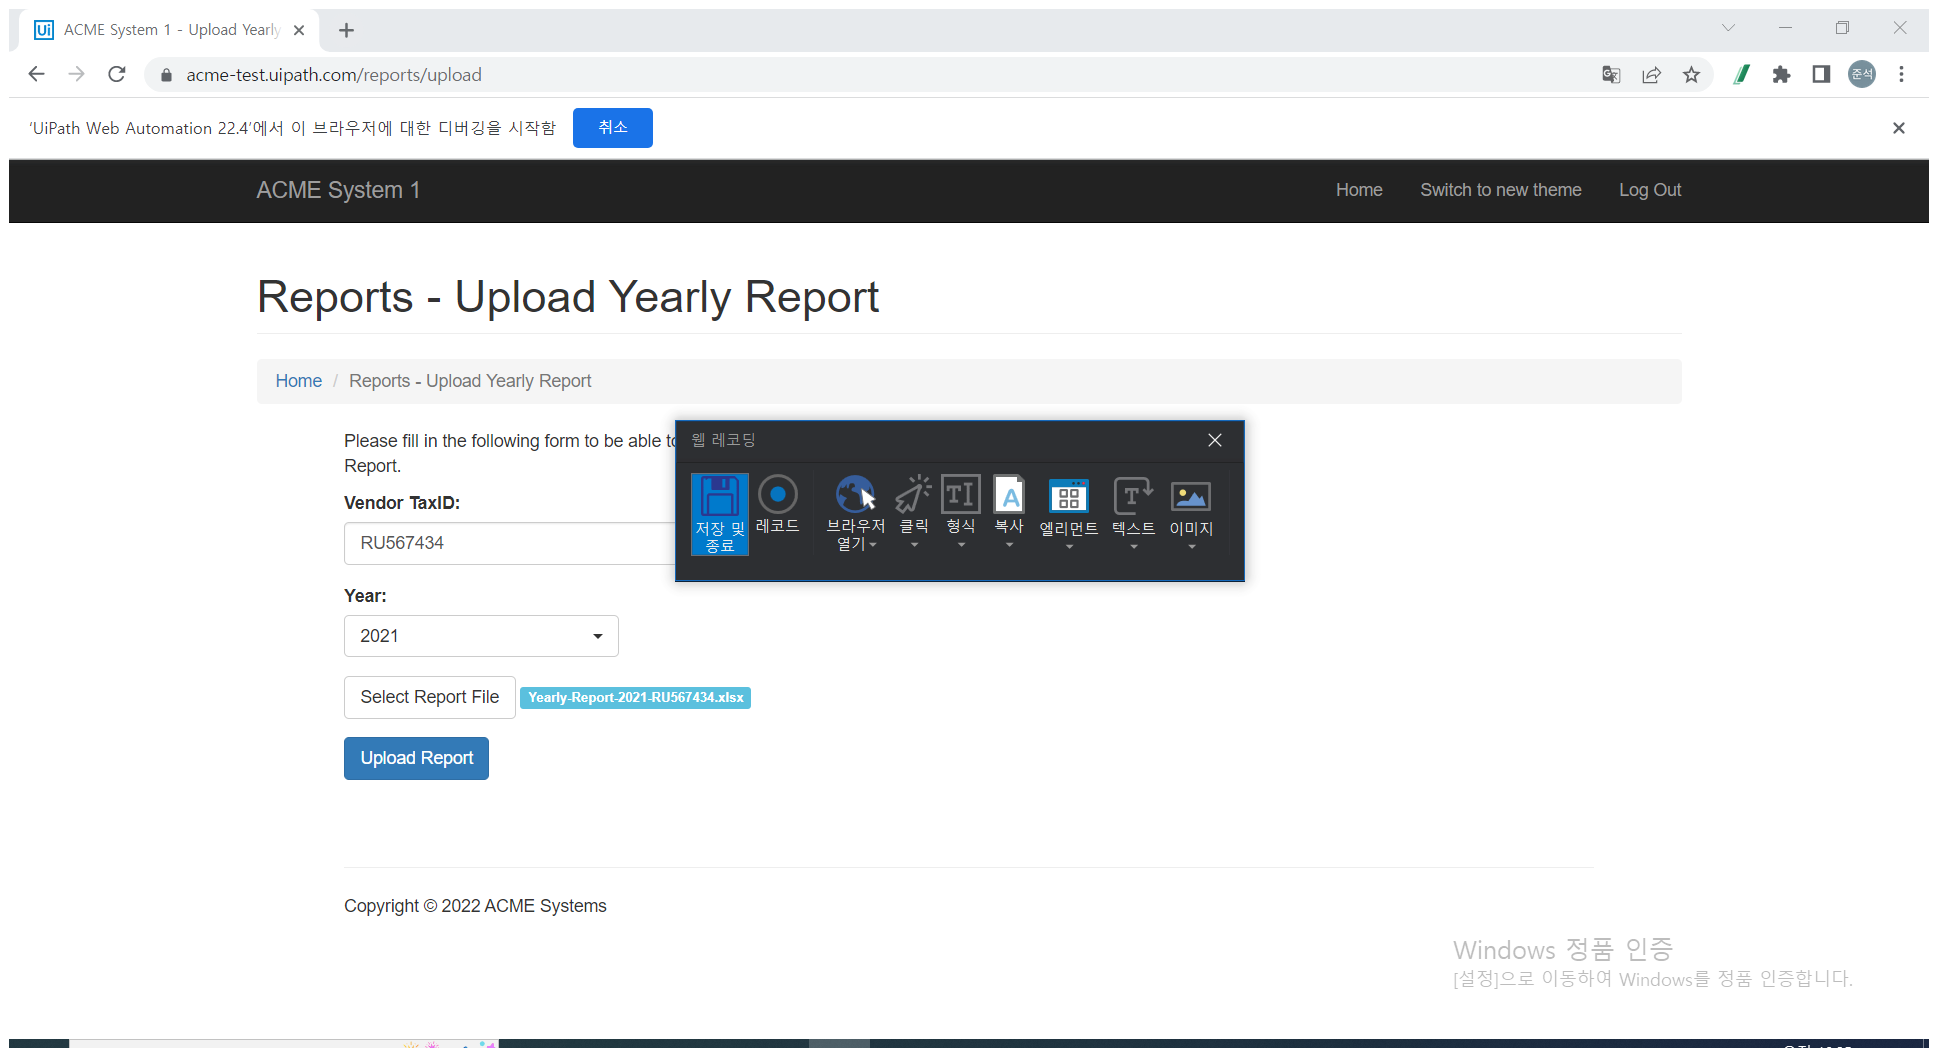 ACME System 1 - Upload Yearly
acme-test.uipath.com/reports/upload
준석
'UiPath Web Automation 22.4'에서 이 브라우저에 대한 디버깅을 시작함
취소
ACME System 1
Home
Switch to new theme
Log Out
Reports - Upload Yearly Report
Home / Reports - Upload Yearly Report
Please fill in the following form to be able to
Report.
웹 레코딩
저장 및
종료
레코드
브라우저
열기
클릭
형식
복사
엘리먼트
텍스트
이미지
Vendor TaxID:
RU567434
Year:
2021
Select Report File
Yearly-Report-2021-RU567434.xlsx
Upload Report
Copyright © 2022 ACME Systems
Windows 정품 인증
[설정]으로 이동하여 Windows를 정품 인증합니다.